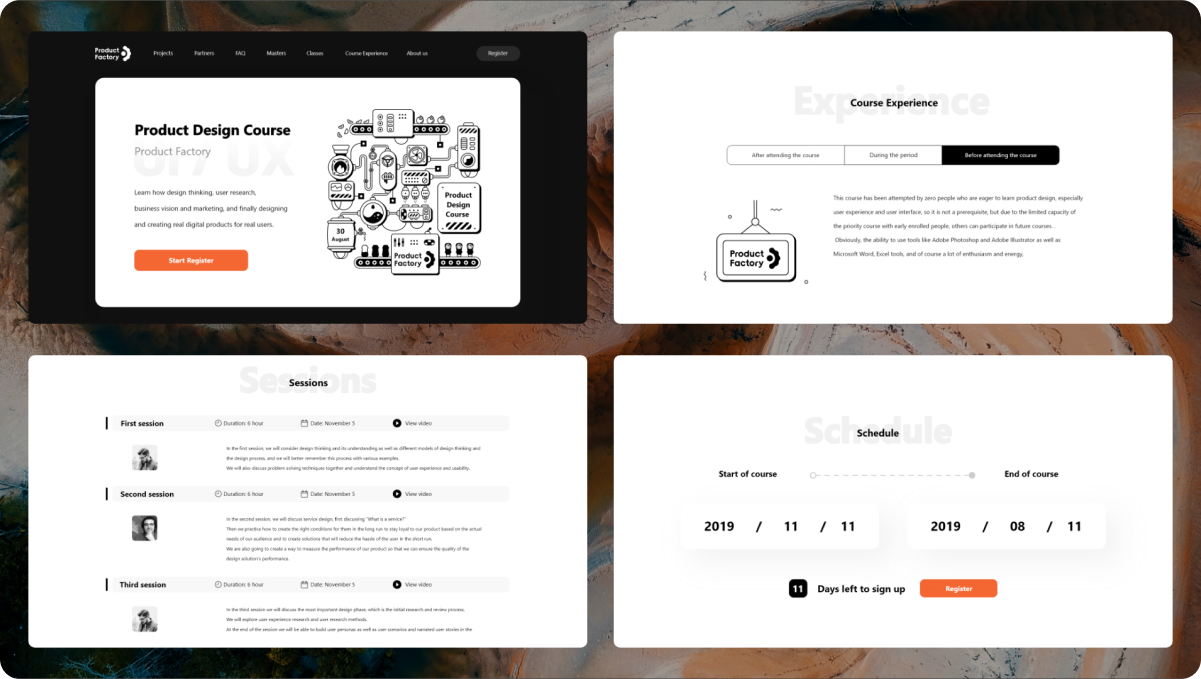 Product
Factory
Projects
Partners
FAQ
Masters
Classes
Course Experience
About us
Register
UI/ UX
Product Design Course
Product Factory
Learn how design thinking, user research,
business vision and marketing, and finally designing
and creating real digital products for real users.
Start Register
Product
Design
Course
30
August
Product
Factory
Experience
Course Experience
After attending the course
During the period
Before attending the course
This course has been attempted by zero people who are eager to learn product design, especially
user experience and user interface, so it is not a prerequisite, but due to the limited capacity of
the priority course with early enrolled people, others can participate in future courses. .
Obviously, the ability to use tools like Adobe Photoshop and Adobe Illustrator as well as
Microsoft Word, Excel tools, and of course a lot of enthusiasm and energy,
Product
Factory
Sessions
Sessions
First session
Duration: 6 hour
Date: November 5
View video
In the first session, we will consider design thinking and its understanding as well as different models of design thinking and
the design process, and we will better remember this process with various examples.
We will also discuss problem solving techniques together and understand the concept of user experience and usability.
Second session
Duration: 6 hour
Date: November 5
View video
In the second session, we will discuss service design, first discussing "What is a service?"
Then we practice how to create the right conditions for them in the long run to stay loyal to our product based on the actual
needs of our audience and to create solutions that will reduce the hassle of the user in the short run.
We are also going to create a way to measure the performance of our product so that we can ensure the quality of the
design solution's performance.
Third session
Duration: 6 hour
Date: November 5
View video
In the third session we will discuss the most important design phase, which is the initial research and review process.
We will explore user experience research and user research methods.
At the end of the session we will be able to build user personas as well as user scenarios and narrated user stories in the
Schedule
Schedule
Start of course
End of course
2019 / 11 / 11
2019 / 08 / 11
11 Days left to sign up
Register